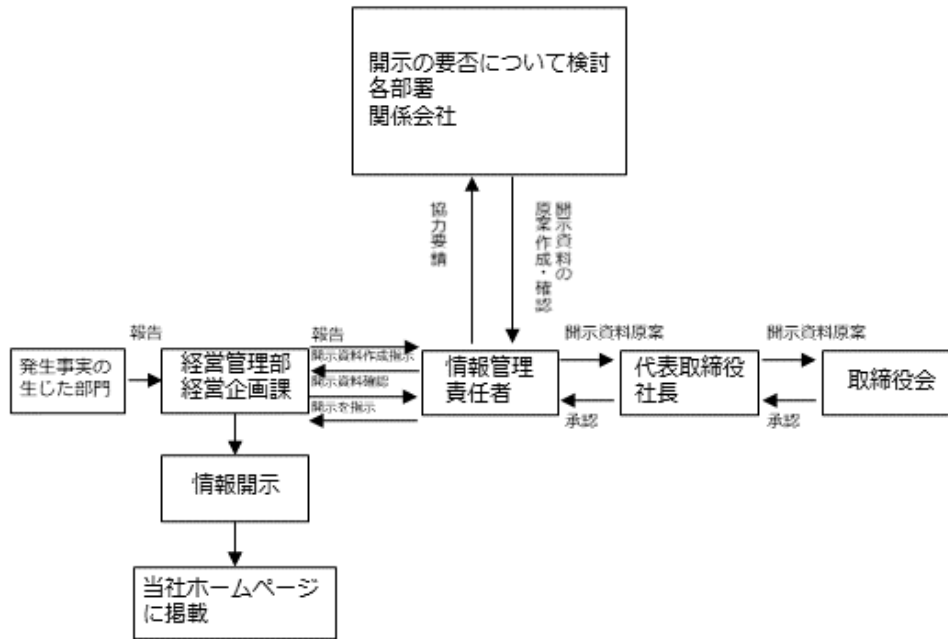 開示の要否について検討
各部署
関係会社
協力要請
開示資料の
原案作成・確認
報告
報告
開示資料原案
開示資料原案
発生事実の
生じた部門
経営管理部
経営企画課
開示資料作成指示
開示資料確認
開示を指示
情報管理
責任者
代表取締役
社長
取締役会
承認
承認
情報開示
当社ホームページ
に掲載